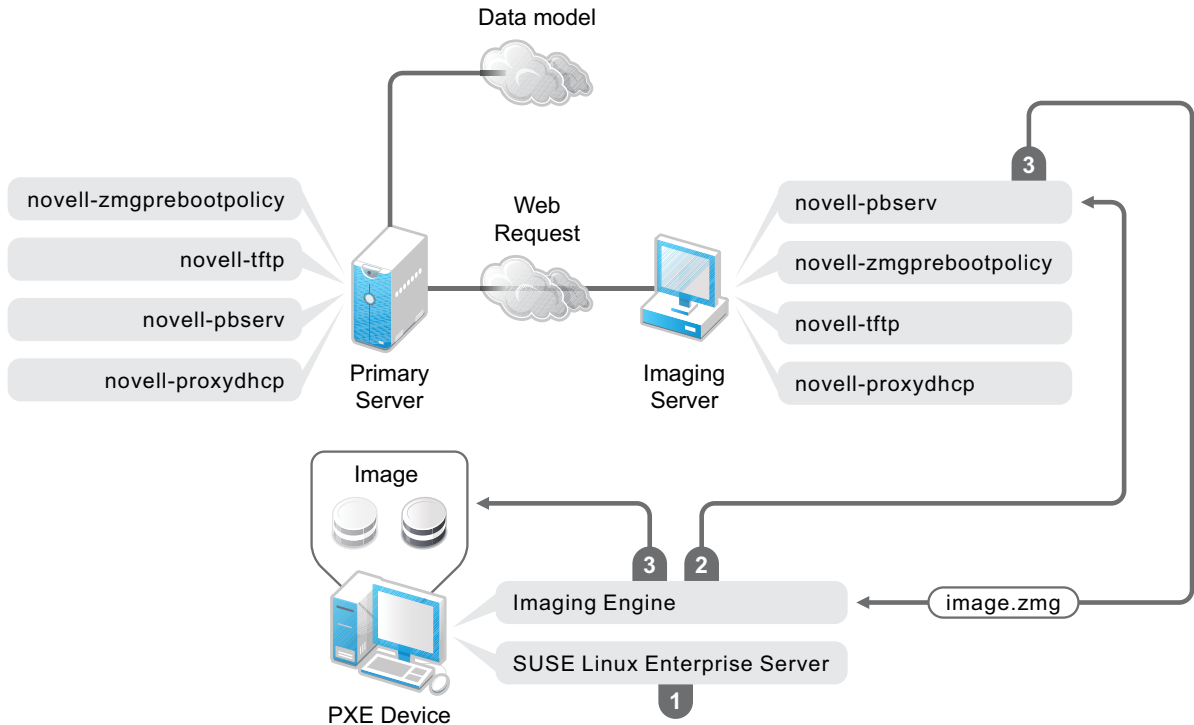 Data model
novell-zmgprebootpolicy
novell-tftp
novell-pbserv
novell-proxydhcp
Primary
Server
Web
Request
Imaging
Server
3
novell-pbserv
novell-zmgprebootpolicy
novell-tftp
novell-proxydhcp
Image
3
2
Imaging Engine
image.zmg
SUSE Linux Enterprise Server
1
PXE Device